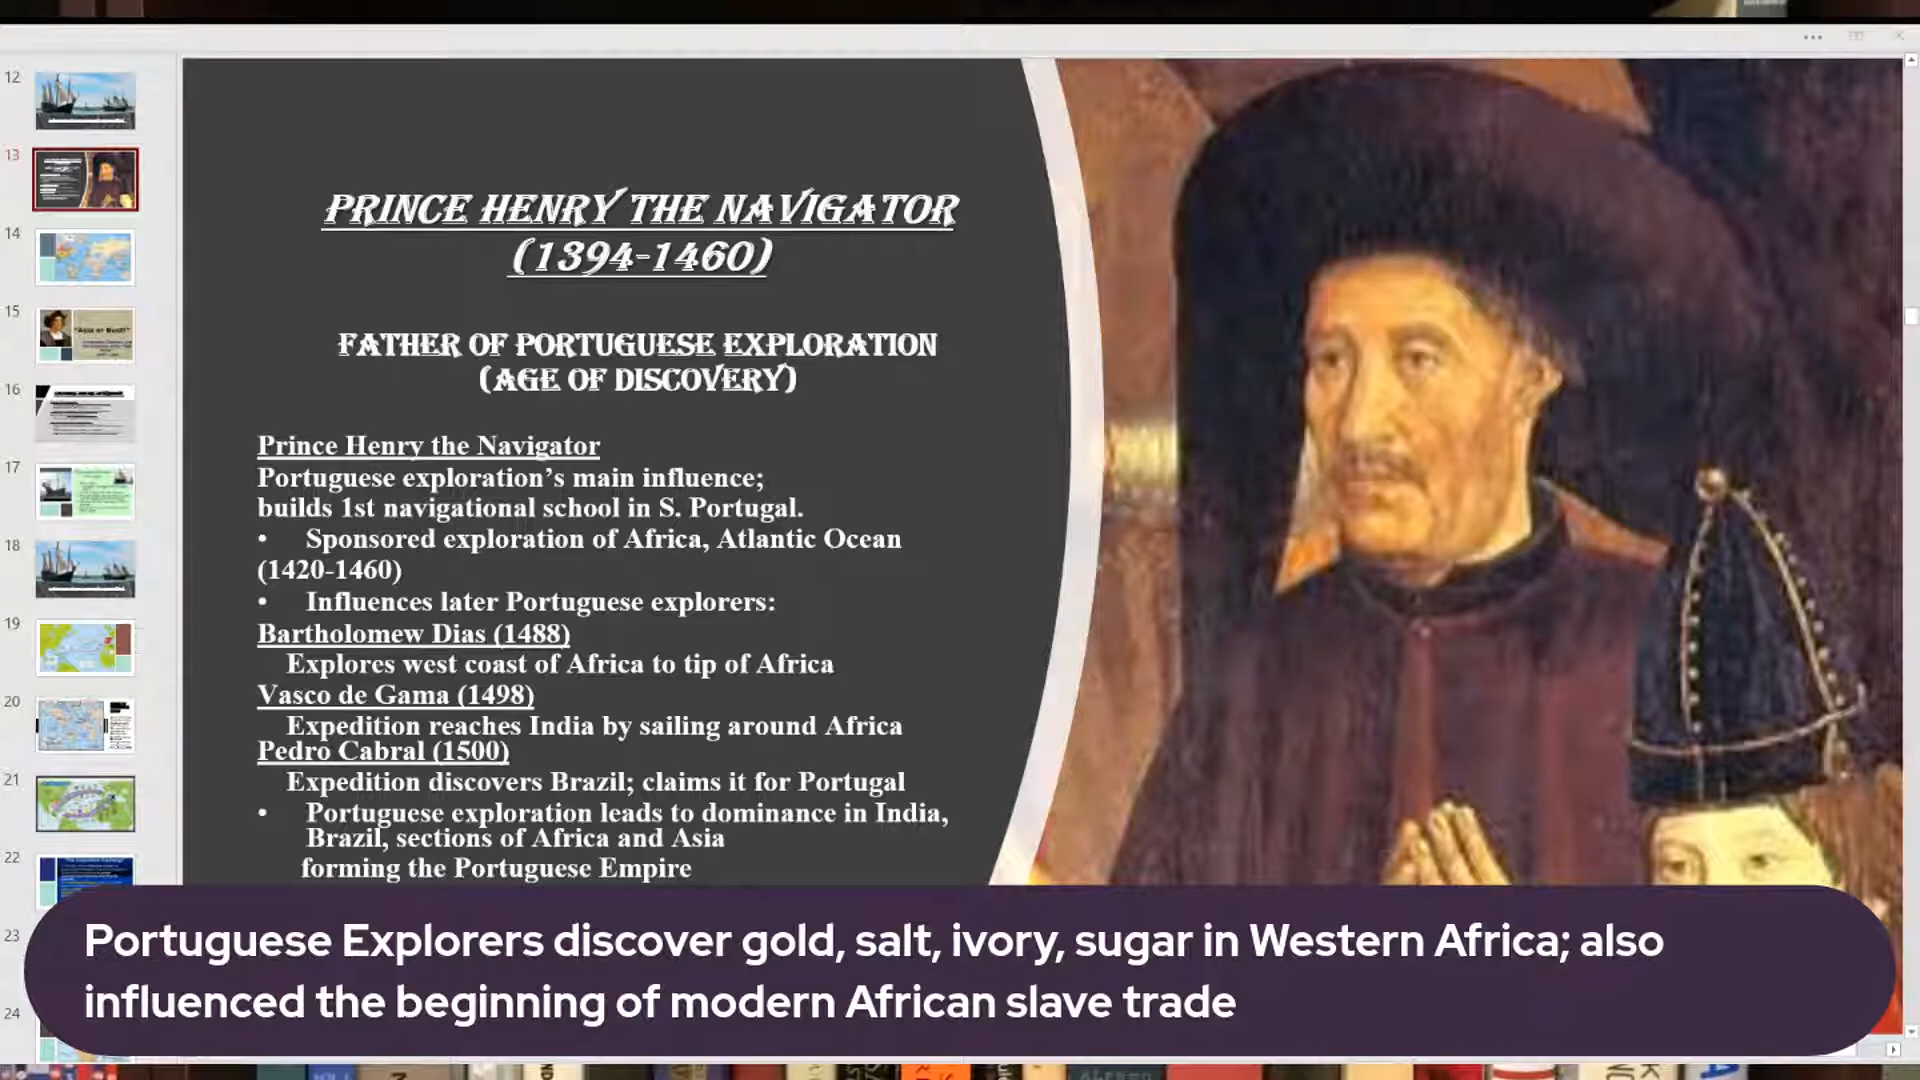 12
13
14
15
"Asia or Bust!"
16
17
18
19
20
21
22
23
24
PRINCE HENRY THE NAVIGATOR
(1394-1460)
FATHER OF PORTUGUESE EXPLORATION
(AGE OF DISCOVERY)
Prince Henry the Navigator
Portuguese exploration's main influence;
builds 1st navigational school in S. Portugal.
• Sponsored exploration of Africa, Atlantic Ocean
(1420-1460)
• Influences later Portuguese explorers:
Bartholomew Dias (1488)
Explores west coast of Africa to tip of Africa
Vasco de Gama (1498)
Expedition reaches India by sailing around Africa
Pedro Cabral (1500)
Expedition discovers Brazil; claims it for Portugal
• Portuguese exploration leads to dominance in India,
Brazil, sections of Africa and Asia
forming the Portuguese Empire
Portuguese Explorers discover gold, salt, ivory, sugar in Western Africa; also
influenced the beginning of modern African slave trade